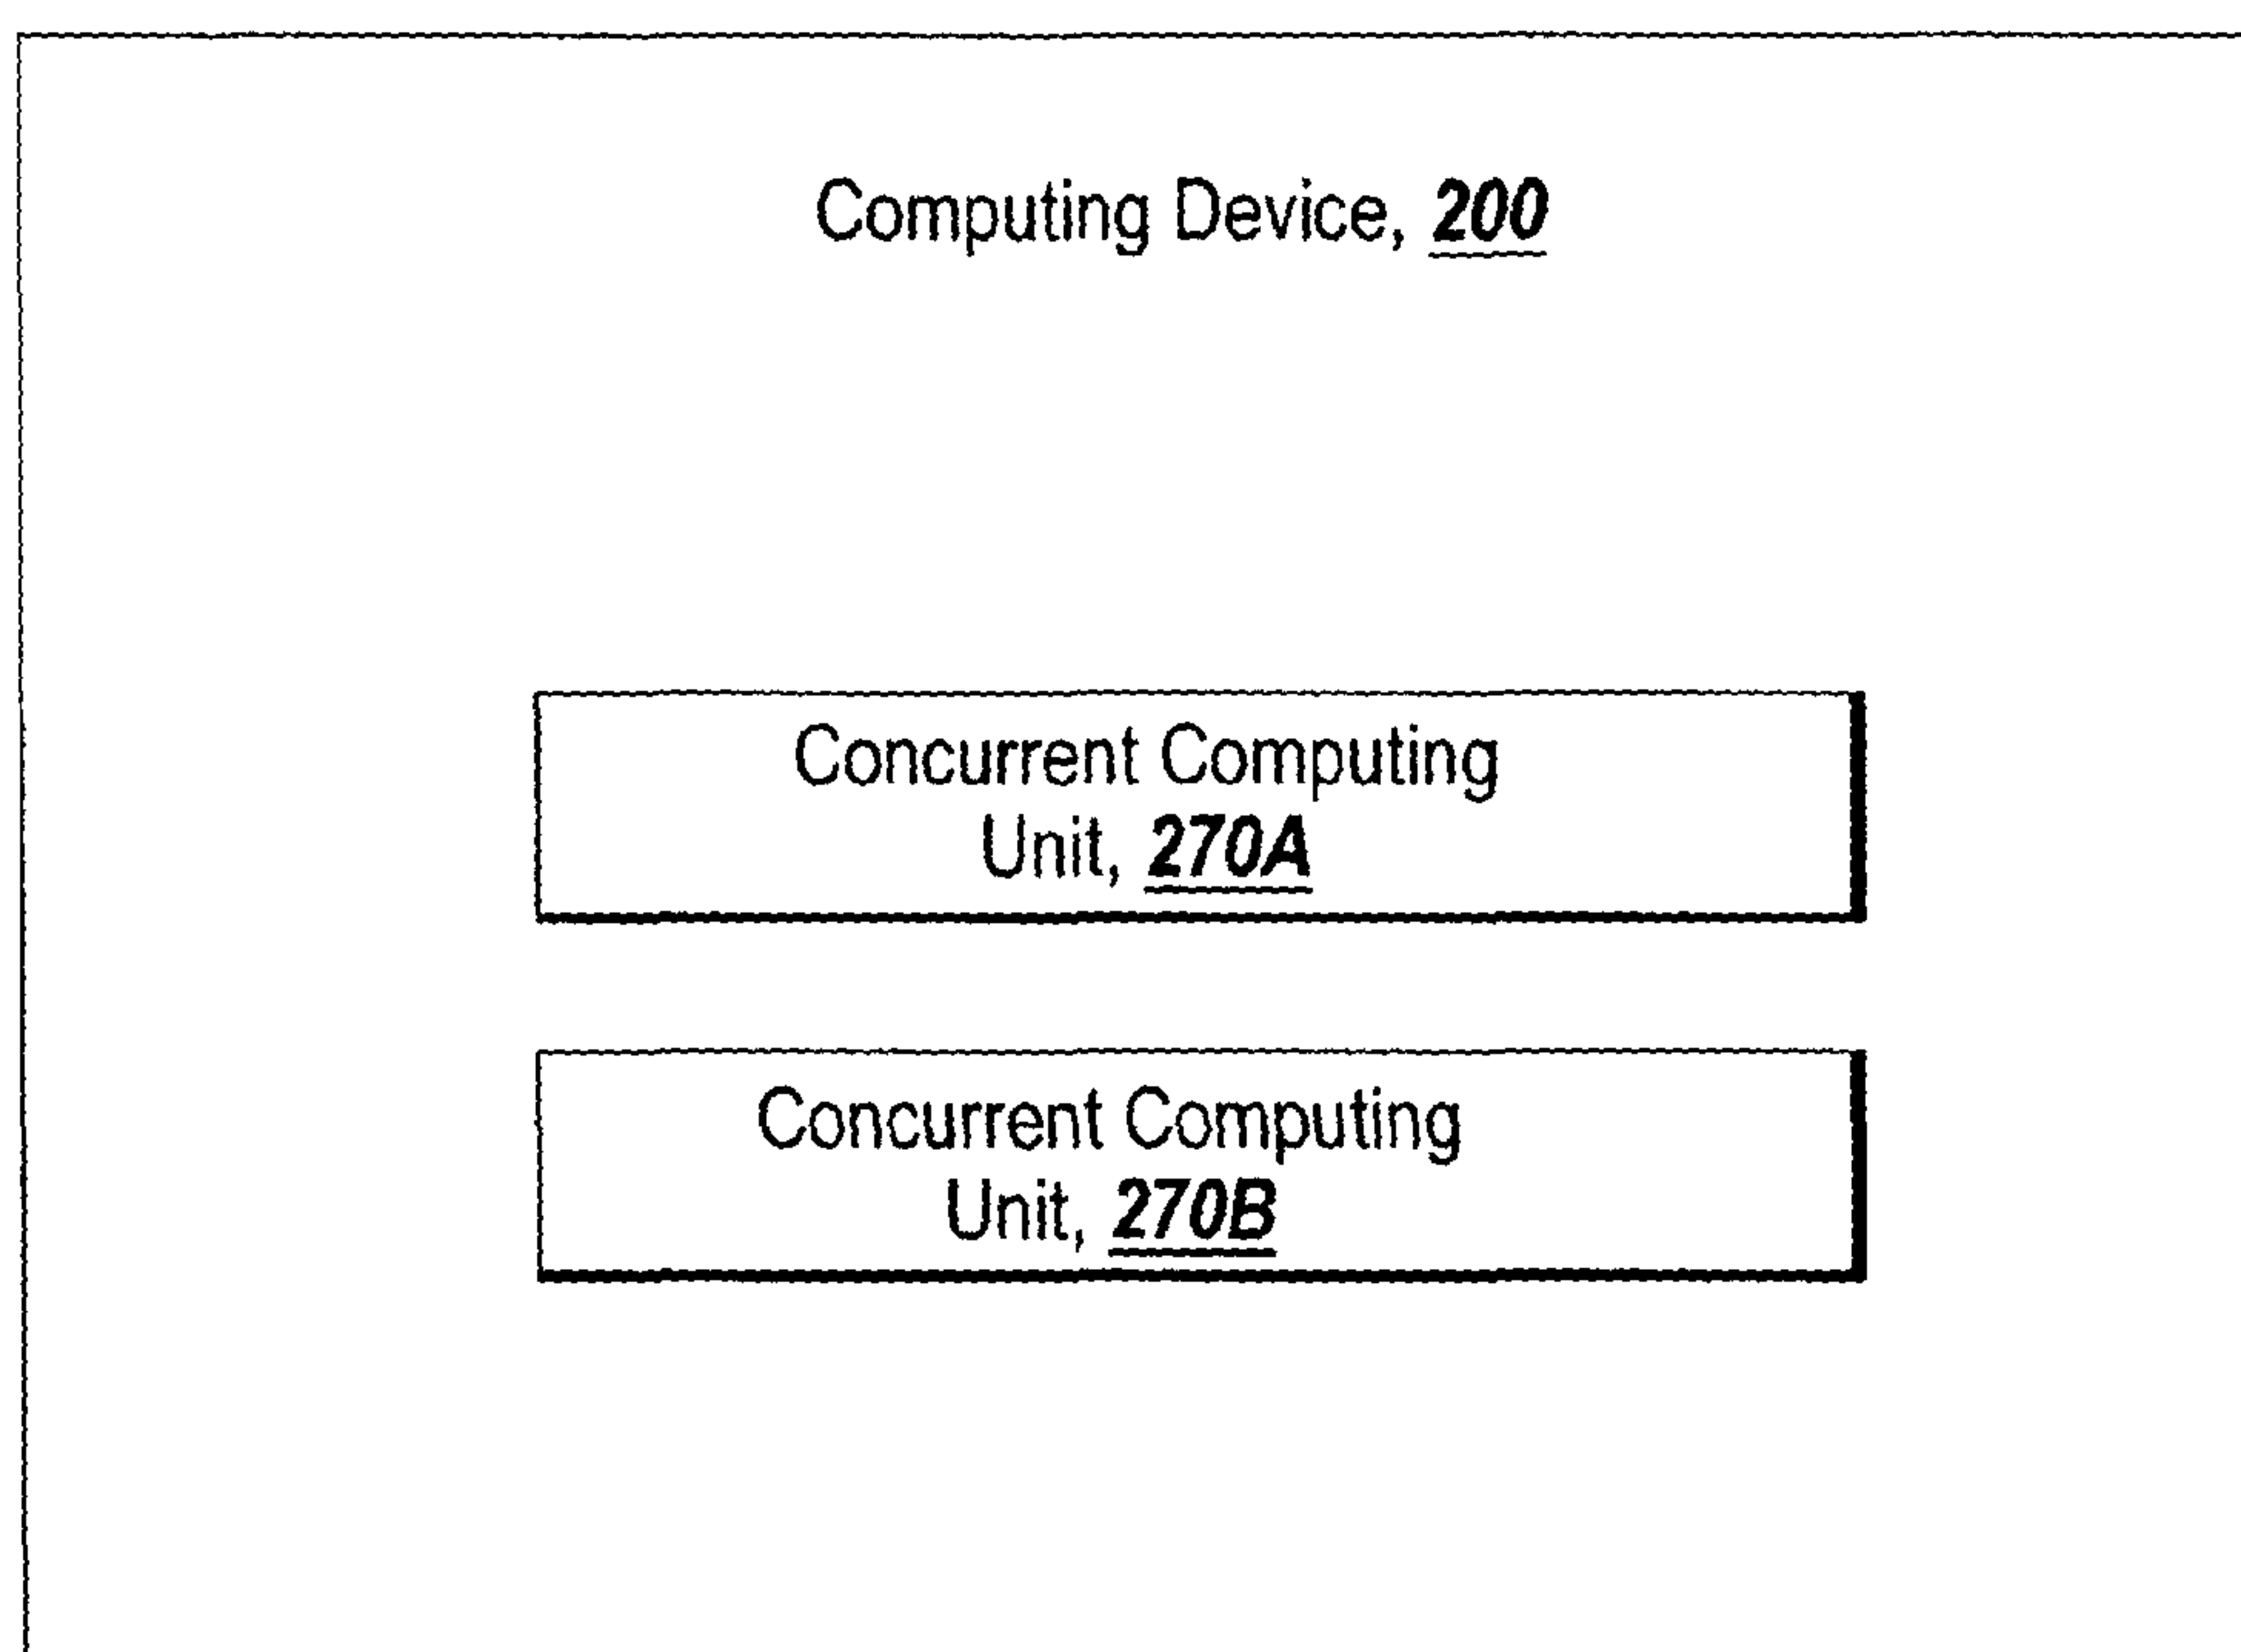 Computing Device, 200
Concurrent Computing
Unit, 270A
Concurrent Computing
Unit, 270B